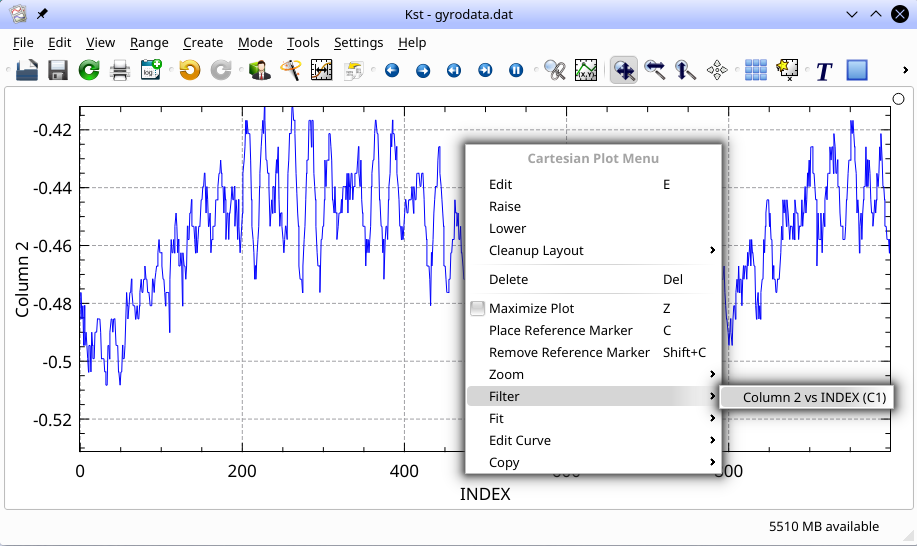 Kst - gyrodata.dat
File Edit View Range Create Mode Tools Settings Help
log
X,Y
T
-0.42
-0.44
-0.46
-0.48
-0.5
-0.52
Column 2
0 200 400 600 800
INDEX
Cartesian Plot Menu
Edit E
Raise
Lower
Cleanup Layout
Delete Del
Maximize Plot Z
Place Reference Marker C
Remove Reference Marker Shift+C
Zoom
Filter
Column 2 vs INDEX (C1)
Fit
Edit Curve
Copy
5510 MB available